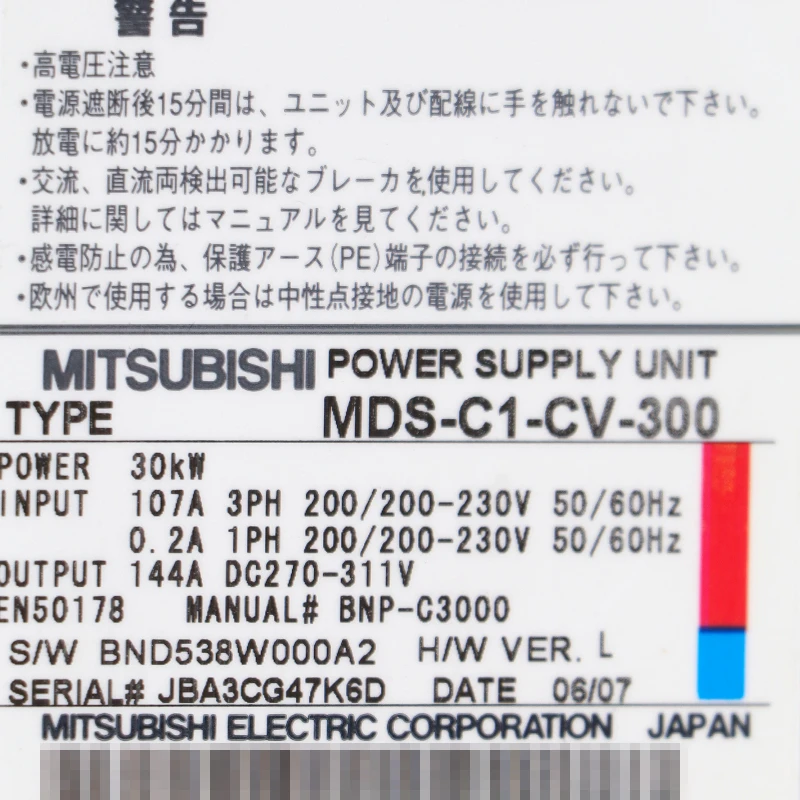 警告
・高電圧注意
・電源遮断後15分間は、ユニット及び配線に手を触れないで下さい。
放電に約15分かかります。
・交流、直流両検出可能なブレーカを使用してください。
詳細に関してはマニュアルを見てください。
・感電防止の為、保護アース(PE)端子の接続を必ず行って下さい。
・欧州で使用する場合は中性点接地の電源を使用して下さい。
MITSUBISHI POWER SUPPLY UNIT
TYPE MDS-C1-CV-300
POWER 30kW
INPUT 107A 3PH 200/200-230V 50/60Hz
0.2A 1PH 200/200-230V 50/60Hz
OUTPUT 144A DC270-311V
EN50178 MANUAL# BNP-C3000
S/W BND538W000A2 H/W VER. L
SERIAL# JBA3CG47K6D DATE 06/07
MITSUBISHI ELECTRIC CORPORATION JAPAN